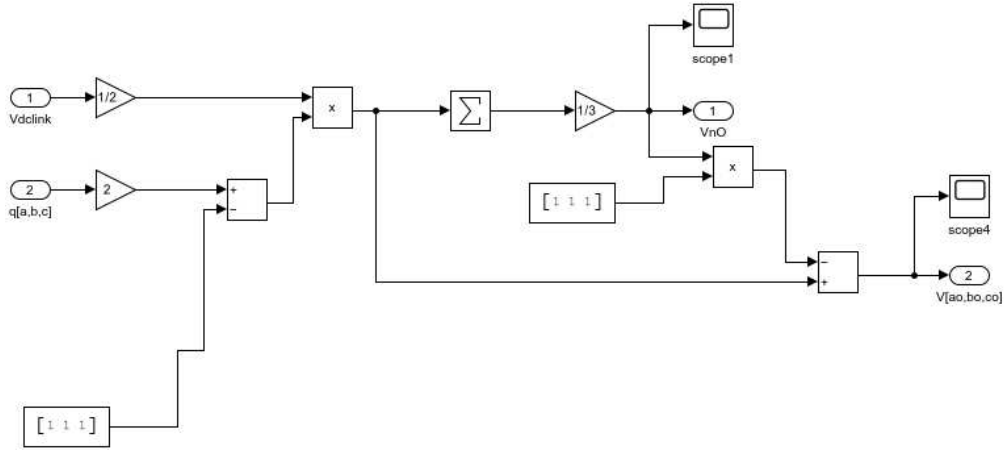 scope1
1
Vdclink
1/2
x
Σ
1/3
1
VnO
2
q[a,b,c]
2
+
−
[1 1 1]
x
scope4
−
+
2
V[ao,bo,co]
[1 1 1]